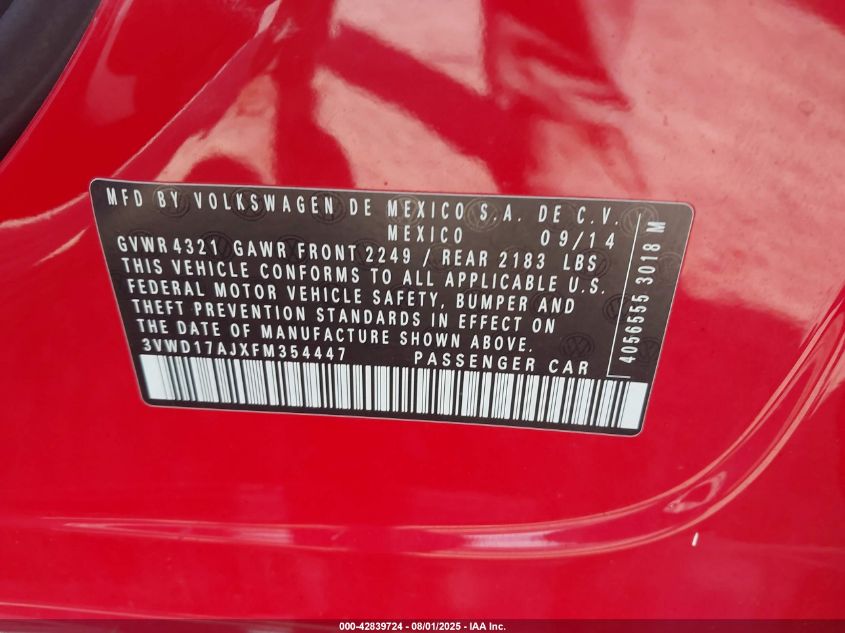 MFD BY VOLKSWAGEN DE MEXICO S.A. DE C.V.
MEXICO 09/14
GVWR 4321 GAWR FRONT 2249 / REAR 2183 LBS
THIS VEHICLE CONFORMS TO ALL APPLICABLE U.S.
FEDERAL MOTOR VEHICLE SAFETY, BUMPER AND
THEFT PREVENTION STANDARDS IN EFFECT ON
THE DATE OF MANUFACTURE SHOWN ABOVE.
3VWD17AJXFM354447 PASSENGER CAR
4056555 3018 M
000-42839724 - 08/01/2025 - IAA Inc.